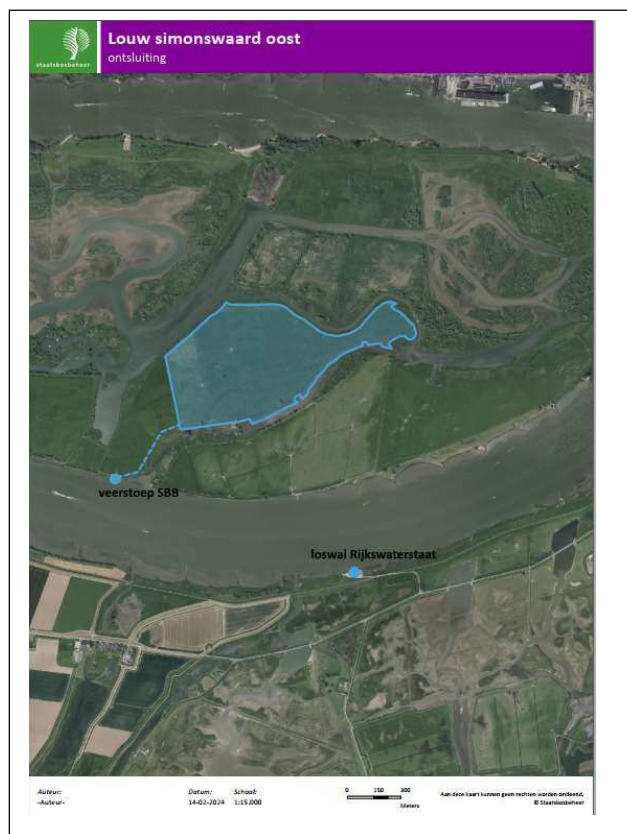 Louw simonswaard oost
ontsluiting
staatsbosbeheer
veerstoep SBB
loswal Rijkswaterstaat
Auteur: Datum: Schaal: 0 150 300
-Auteur- 14-02-2024 1:15.000 Meters
Aan deze kaart kunnen geen rechten worden ontleend.
© Staatsbosbeheer